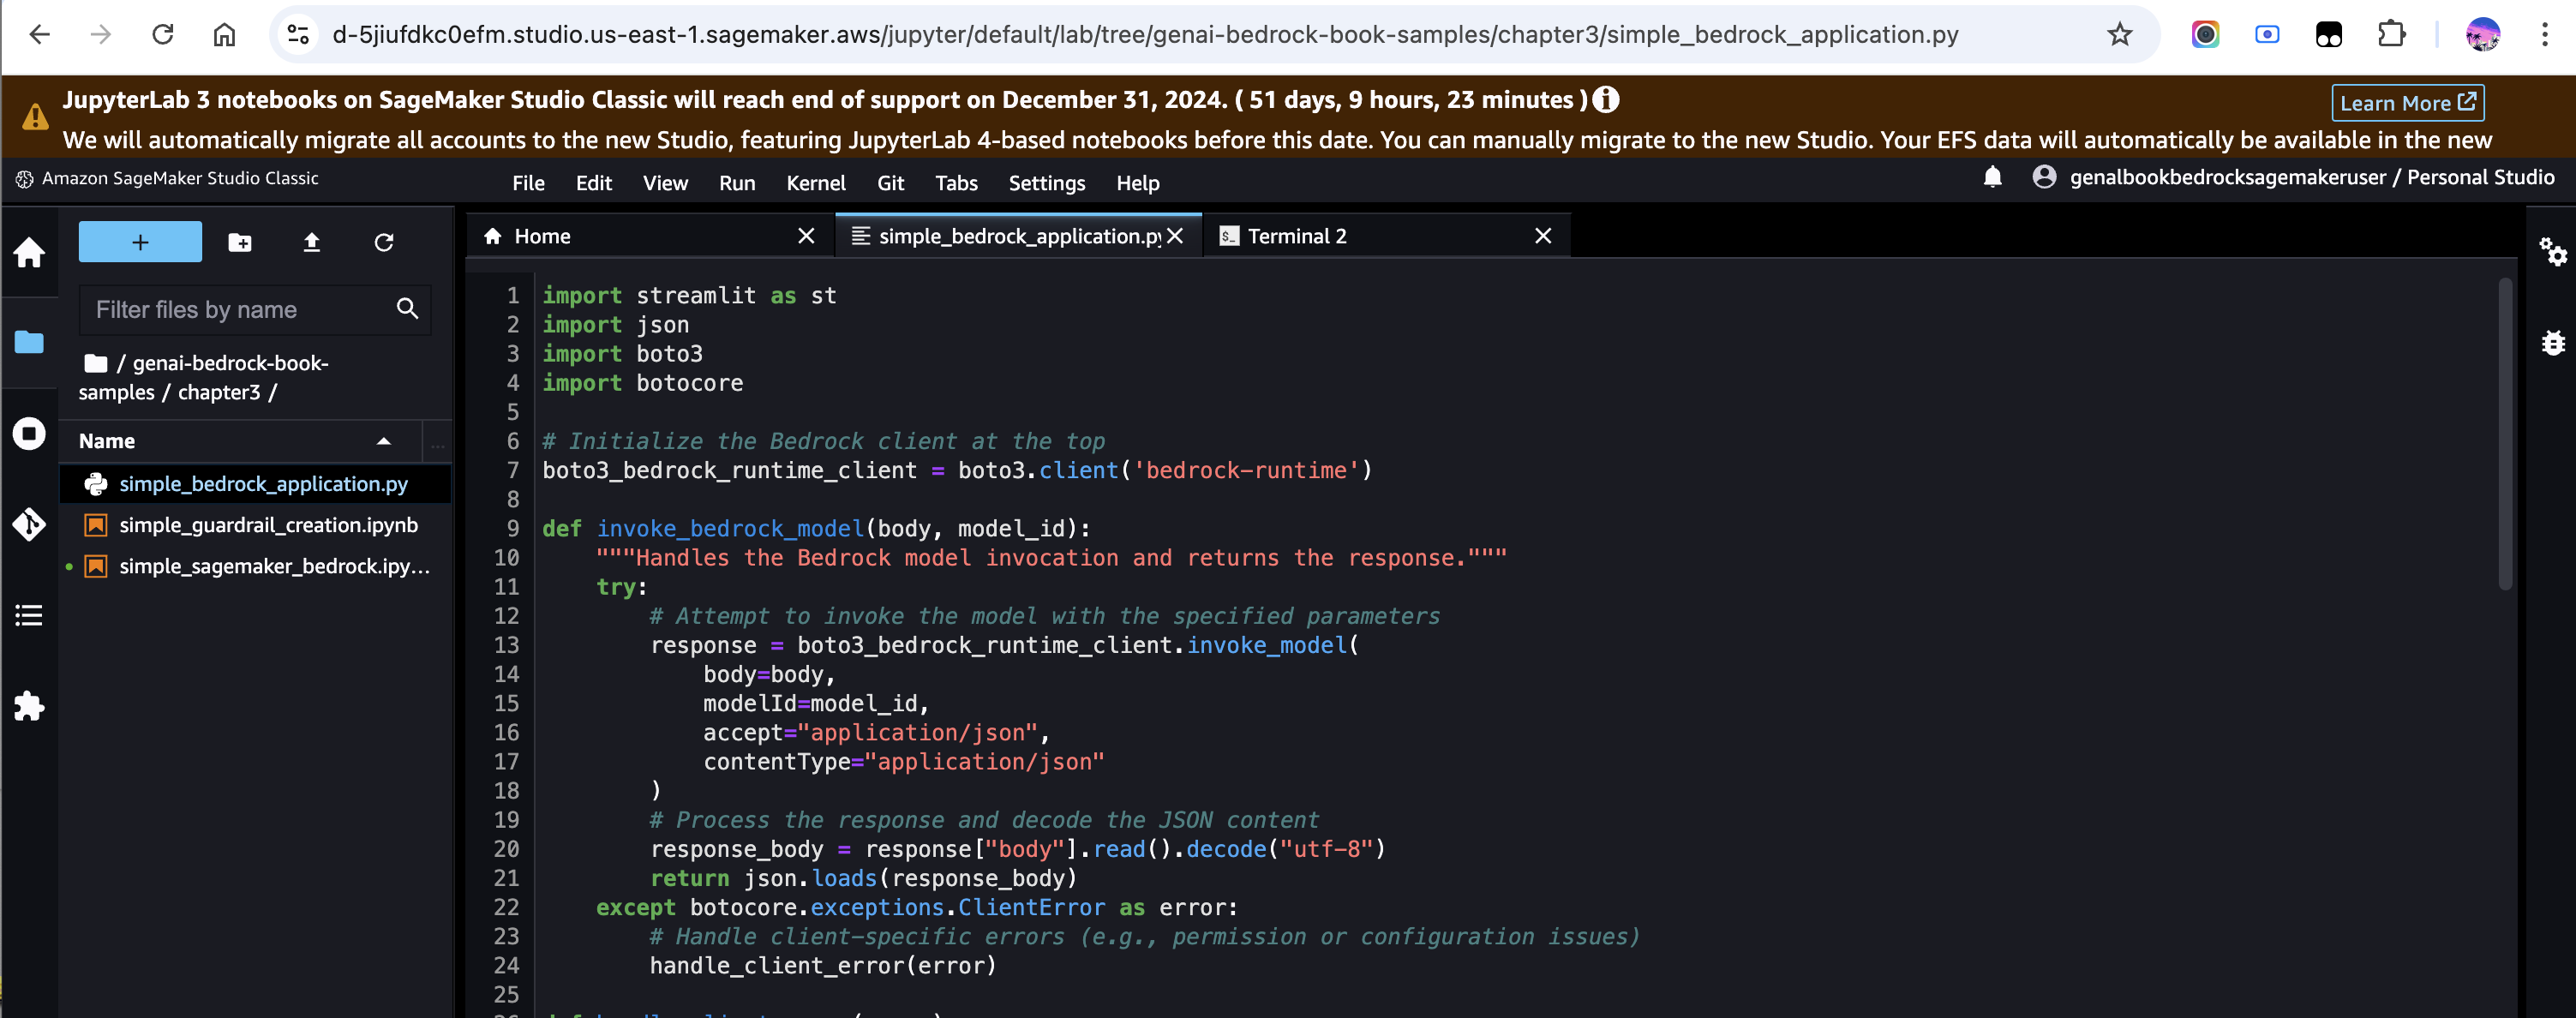 d-5jiufdkc0efm.studio.us-east-1.sagemaker.aws/jupyter/default/lab/tree/genai-bedrock-book-samples/chapter3/simple_bedrock_application.py
JupyterLab 3 notebooks on SageMaker Studio Classic will reach end of support on December 31, 2024. ( 51 days, 9 hours, 23 minutes )
Learn More
We will automatically migrate all accounts to the new Studio, featuring JupyterLab 4-based notebooks before this date. You can manually migrate to the new Studio. Your EFS data will automatically be available in the new
Amazon SageMaker Studio Classic
File Edit View Run Kernel Git Tabs Settings Help
genaIbookbedrocksagemakeruser / Personal Studio
+
Filter files by name
/ genai-bedrock-book-
samples / chapter3 /
Name ...
simple_bedrock_application.py
simple_guardrail_creation.ipynb
simple_sagemaker_bedrock.ipy...
Home
simple_bedrock_application.py
$_ Terminal 2
1 import streamlit as st
2 import json
3 import boto3
4 import botocore
5
6 # Initialize the Bedrock client at the top
7 boto3_bedrock_runtime_client = boto3.client('bedrock-runtime')
8
9 def invoke_bedrock_model(body, model_id):
10 """Handles the Bedrock model invocation and returns the response."""
11 try:
12 # Attempt to invoke the model with the specified parameters
13 response = boto3_bedrock_runtime_client.invoke_model(
14 body=body,
15 modelId=model_id,
16 accept="application/json",
17 contentType="application/json"
18 )
19 # Process the response and decode the JSON content
20 response_body = response["body"].read().decode("utf-8")
21 return json.loads(response_body)
22 except botocore.exceptions.ClientError as error:
23 # Handle client-specific errors (e.g., permission or configuration issues)
24 handle_client_error(error)
25